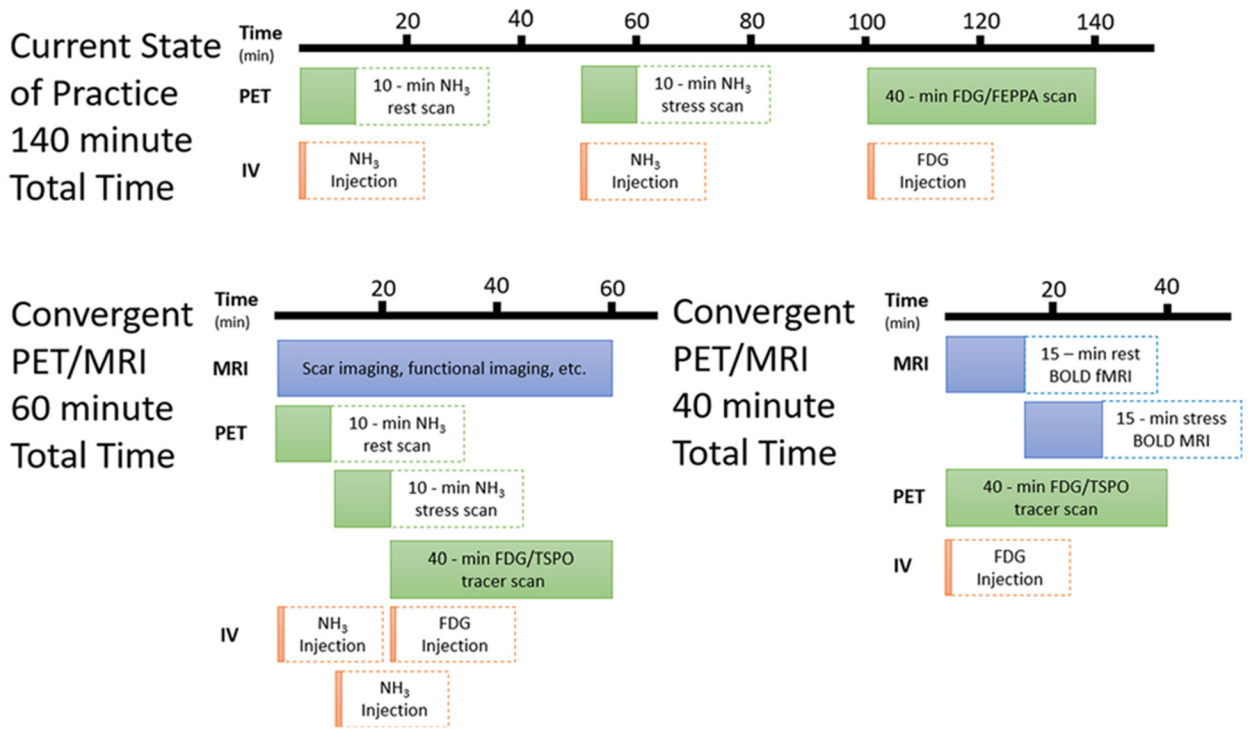 Current State
of Practice
140 minute
Total Time
Time
(min)
20 40 60 80 100 120 140
PET
10 - min NH₃
rest scan
10 - min NH₃
stress scan
40 - min FDG/FEPPA scan
IV
NH₃
Injection
NH₃
Injection
FDG
Injection
Convergent
PET/MRI
60 minute
Total Time
Time
(min)
20 40 60
MRI
Scar imaging, functional imaging, etc.
PET
10 - min NH₃
rest scan
10 - min NH₃
stress scan
40 - min FDG/TSPO
tracer scan
IV
NH₃
Injection
FDG
Injection
NH₃
Injection
Convergent
PET/MRI
40 minute
Total Time
Time
(min)
20 40
MRI
15 – min rest
BOLD fMRI
15 - min stress
BOLD MRI
PET
40 - min FDG/TSPO
tracer scan
IV
FDG
Injection